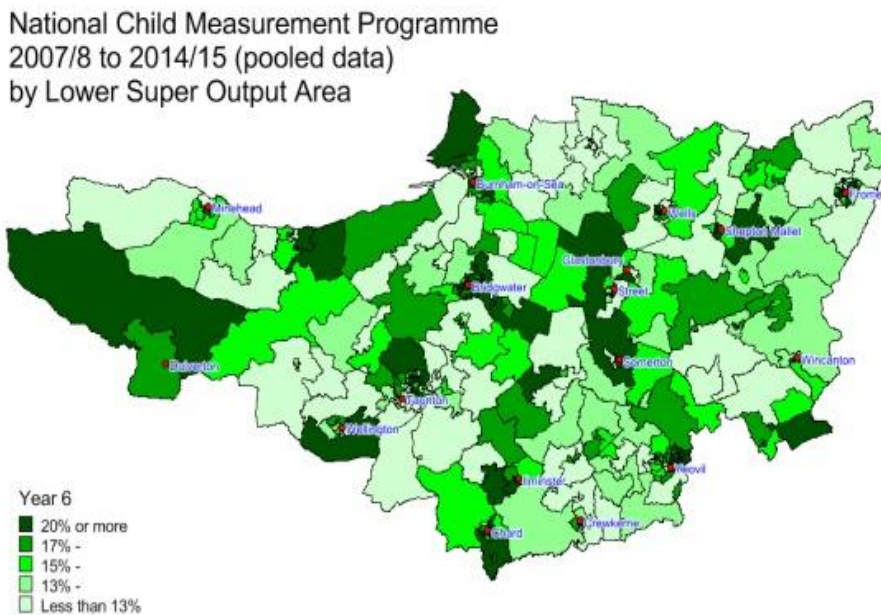 National Child Measurement Programme
2007/8 to 2014/15 (pooled data)
by Lower Super Output Area
Burnham-on-Sea
Minehead
Frome
Wells
Shepton Mallet
Glastonbury
Bridgwater
Street
Somerton
Wincanton
Dulverton
Taunton
Wellington
Yeovil
Ilminster
Chard
Crewkerne
Year 6
20% or more
17% -
15% -
13% -
Less than 13%